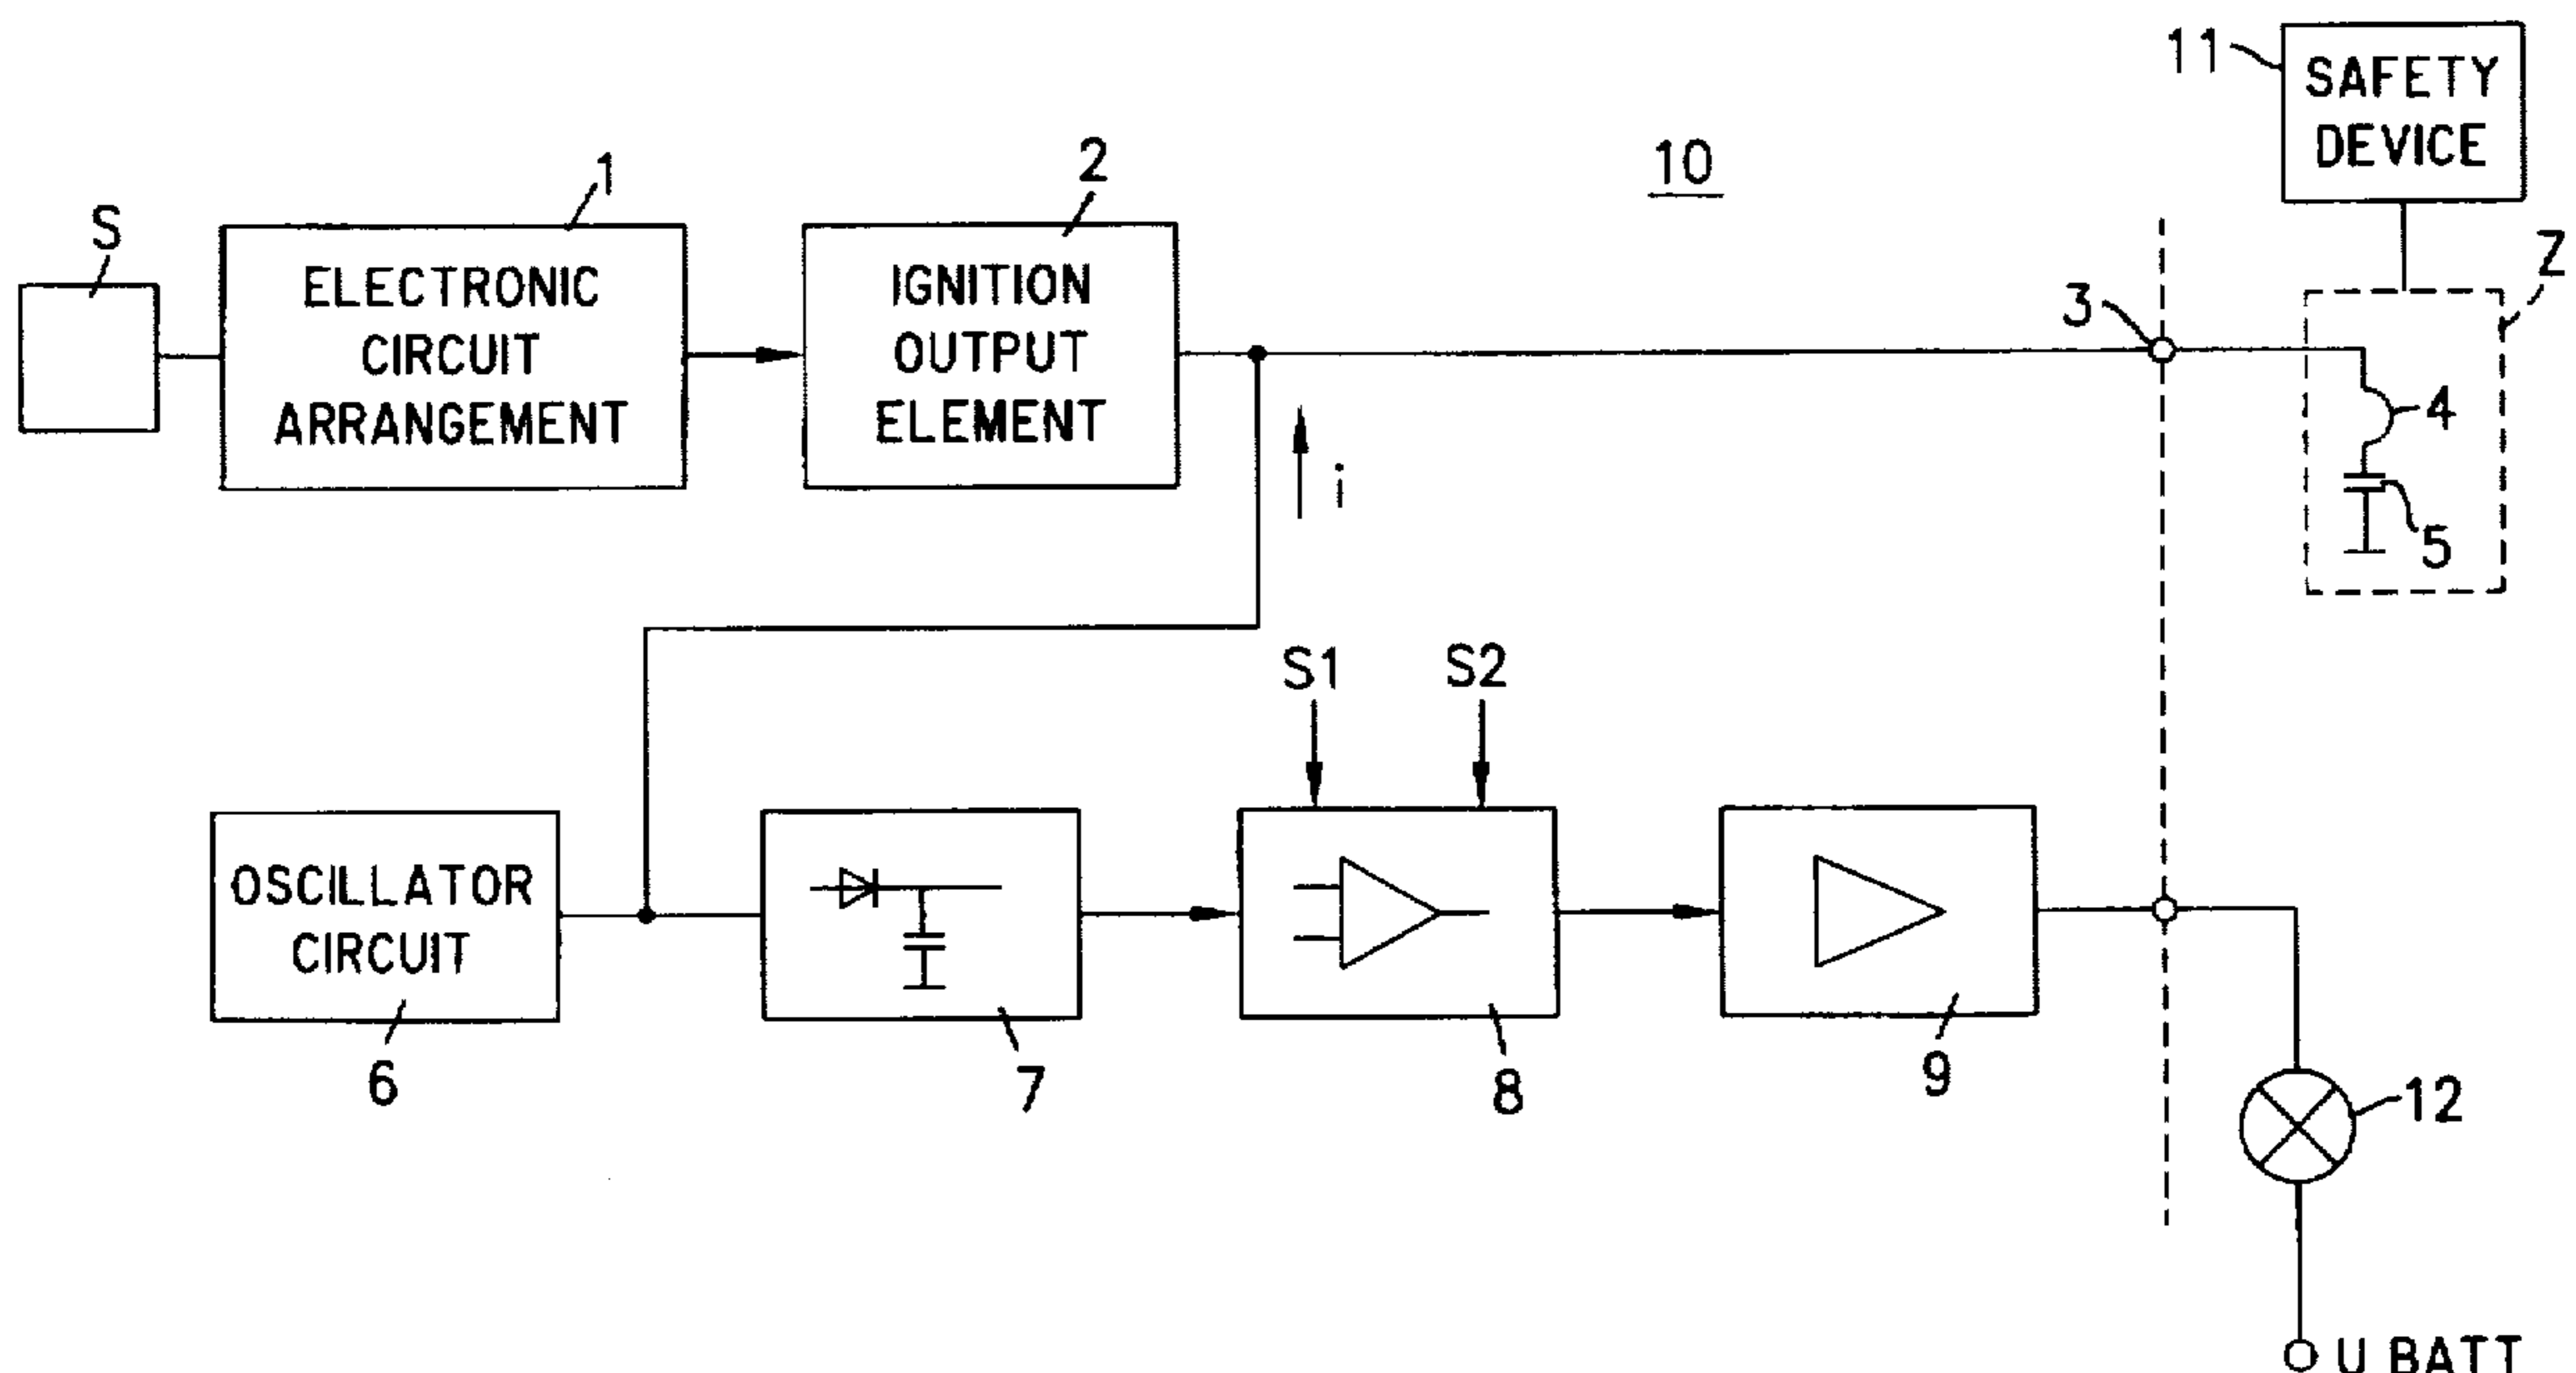 11
SAFETY
DEVICE
10
S
1
2
Z
ELECTRONIC
CIRCUIT
ARRANGEMENT
IGNITION
OUTPUT
ELEMENT
3
4
i
5
S1
S2
OSCILLATOR
CIRCUIT
6
7
8
9
12
U BATT